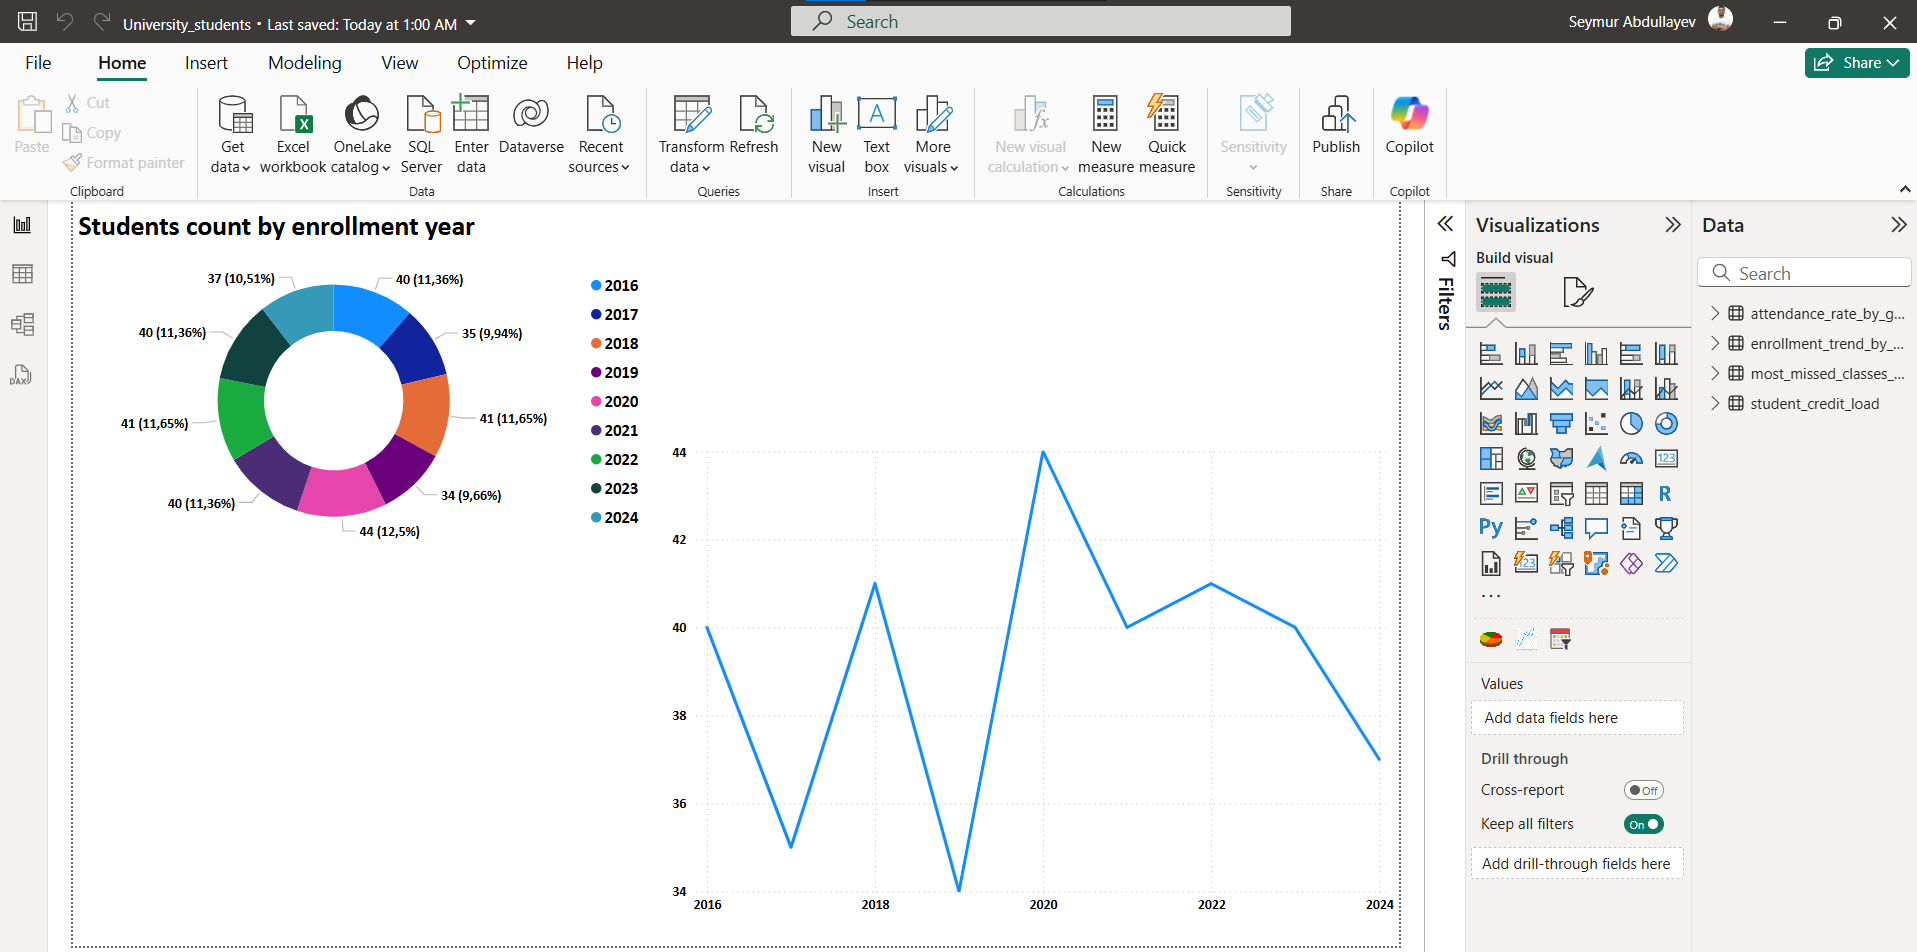 University_students • Last saved: Today at 1:00 AM
Search
Seymur Abdullayev
File Home Insert Modeling View Optimize Help
Share
Paste
Cut
Copy
Format painter
Clipboard
Get data
Excel workbook
OneLake catalog
SQL Server
Enter data
Dataverse
Recent sources
Data
Transform data
Refresh
Queries
New visual
Text box
More visuals
Insert
New visual calculation
New measure
Quick measure
Calculations
Sensitivity
Sensitivity
Publish
Share
Copilot
Copilot
DAX
Students count by enrollment year
37 (10,51%)
40 (11,36%)
40 (11,36%)
35 (9,94%)
41 (11,65%)
41 (11,65%)
40 (11,36%)
34 (9,66%)
44 (12,5%)
2016
2017
2018
2019
2020
2021
2022
2023
2024
44
42
40
38
36
34
2016 2018 2020 2022 2024
Filters
Visualizations
Build visual
123
R
Py
123
...
Values
Add data fields here
Drill through
Cross-report
Off
Keep all filters
On
Add drill-through fields here
Data
Search
attendance_rate_by_g...
enrollment_trend_by_...
most_missed_classes_...
student_credit_load